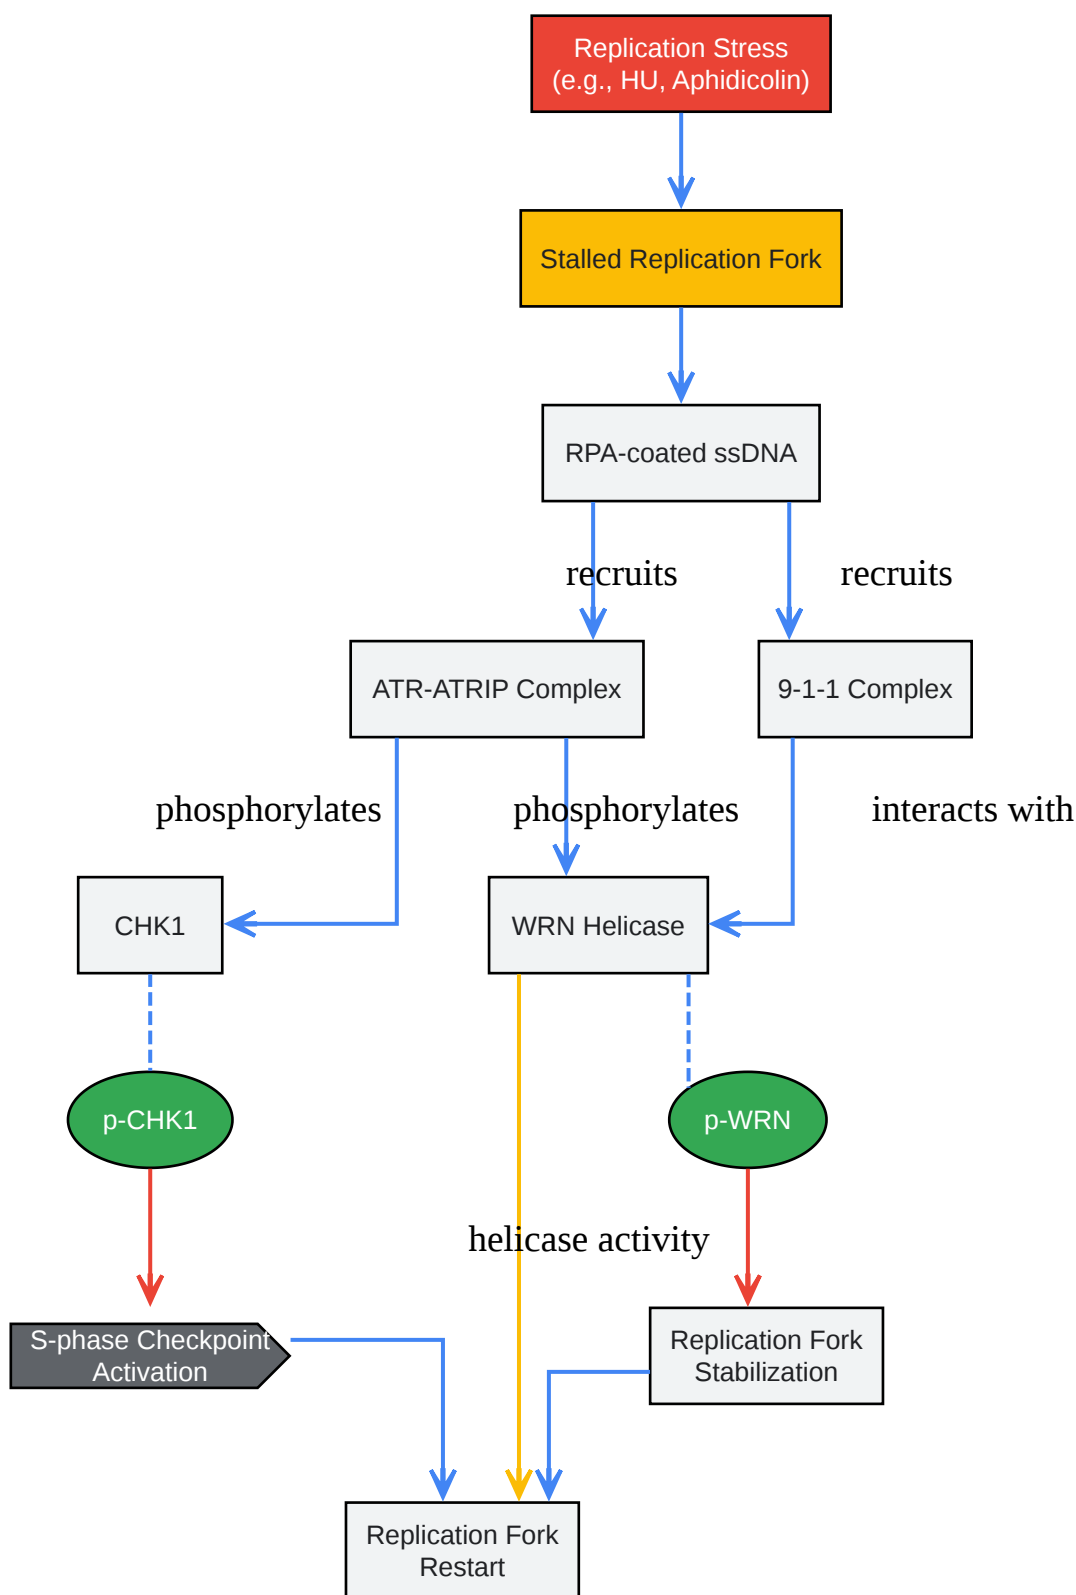 Replication Stress
(e.g., HU, Aphidicolin)
Stalled Replication Fork
RPA-coated ssDNA
recruits
recruits
ATR-ATRIP Complex
9-1-1 Complex
phosphorylates
phosphorylates
interacts with
CHK1
WRN Helicase
p-CHK1
p-WRN
helicase activity
S-phase Checkpoint
Activation
Replication Fork
Stabilization
Replication Fork
Restart